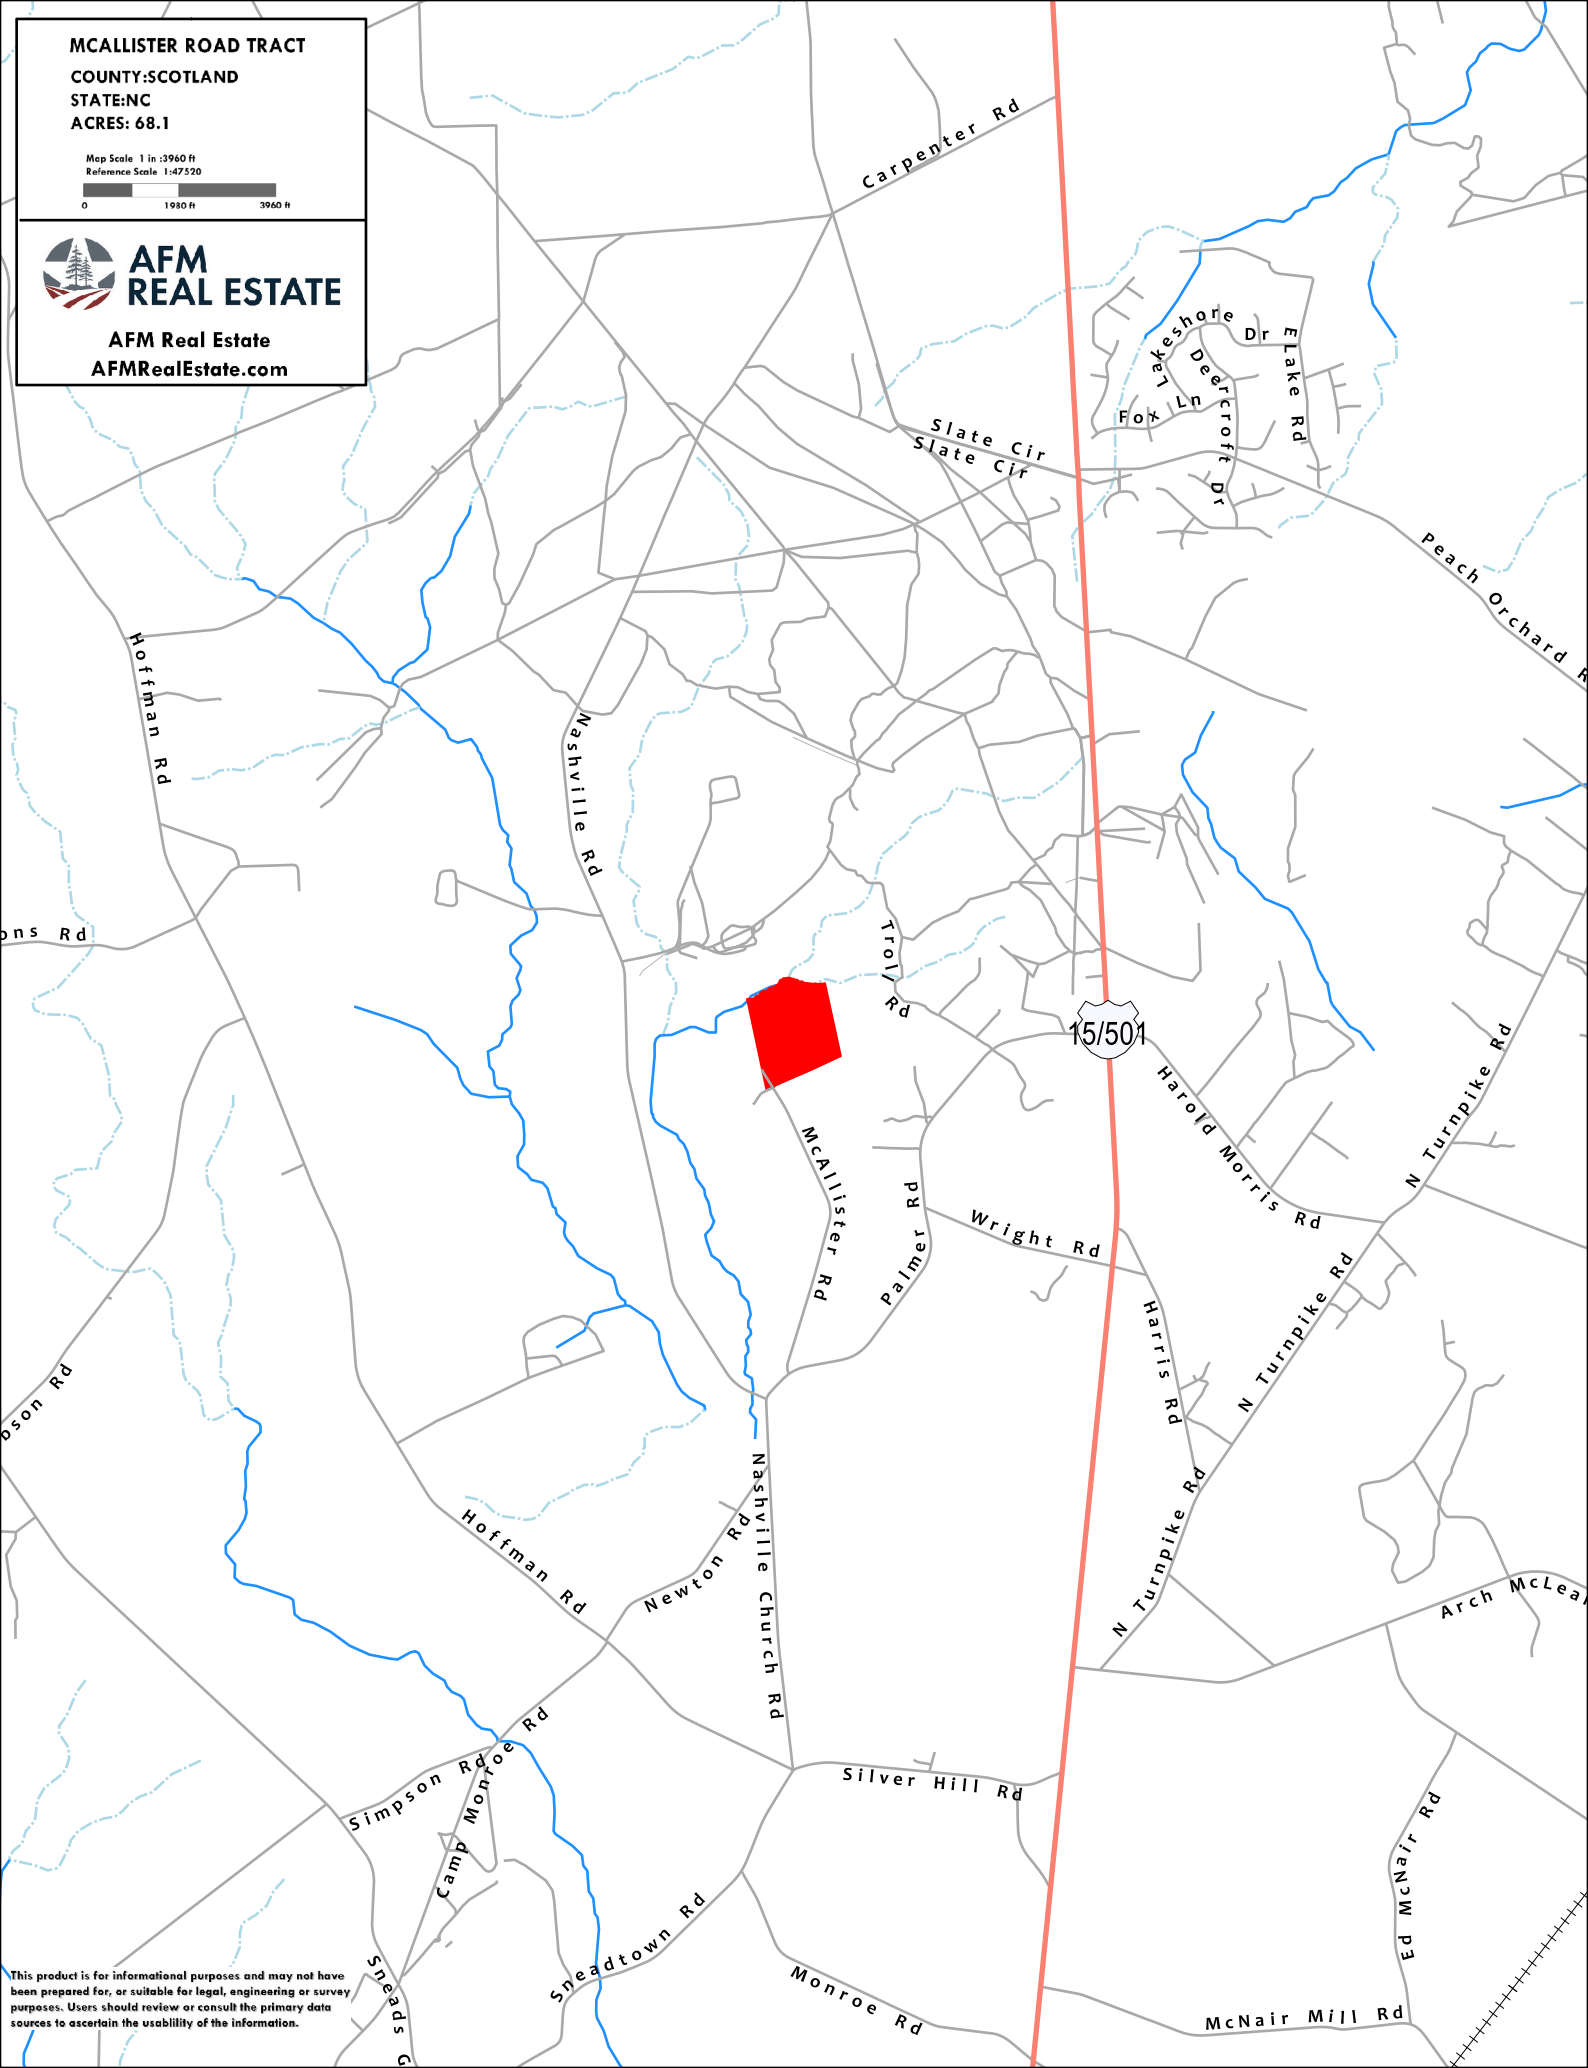 MCALLISTER ROAD TRACT
COUNTY:SCOTLAND
STATE:NC
ACRES: 68.1
Map Scale 1 in :3960 ft
Reference Scale 1:47520
0 1980 ft 3960 ft
AFM
REAL ESTATE
AFM Real Estate
AFMRealEstate.com
Carpenter Rd
Lakeshore Dr
E Lake Rd
Deercroft Dr
Fox Ln
Slate Cir
Slate Cir
Peach Orchard R
Hoffman Rd
Nashville Rd
ons Rd
Troll Rd
15/501
Harold Morris Rd
N Turnpike Rd
McAllister Rd
Palmer Rd
Wright Rd
Harris Rd
N Turnpike Rd
bson Rd
Nashville Church Rd
Hoffman Rd
Newton Rd
N Turnpike Rd
Arch McLea
Simpson Rd
Camp Monroe Rd
Silver Hill Rd
Ed McNair Rd
Sneadtown Rd
Sneads G
Monroe Rd
McNair Mill Rd
This product is for informational purposes and may not have
been prepared for, or suitable for legal, engineering or survey
purposes. Users should review or consult the primary data
sources to ascertain the usablility of the information.